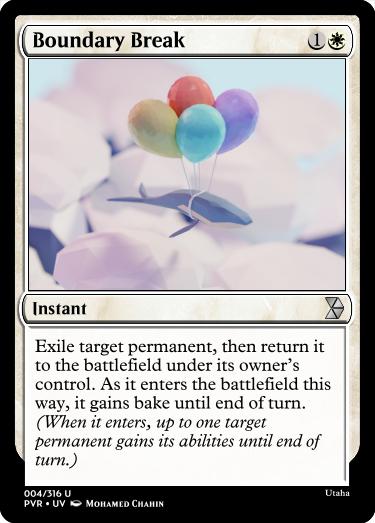 Boundary Break 1
Instant
Exile target permanent, then return it
to the battlefield under its owner's
control. As it enters the battlefield this
way, it gains bake until end of turn.
(When it enters, up to one target
permanent gains its abilities until end of
turn.)
004/316 U
Utaha
PVR • UV Mohamed Chahin